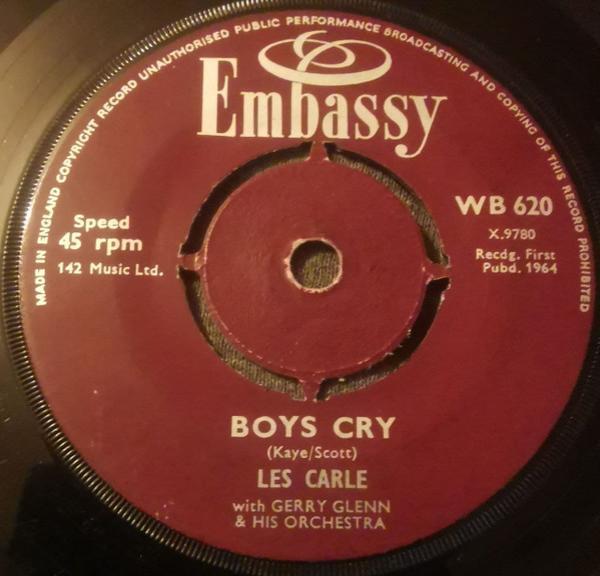 MADE IN ENGLAND COPYRIGHT RECORD UNAUTHORISED PUBLIC PERFORMANCE BROADCASTING AND COPYING OF THIS RECORD PROHIBITED
Embassy
Speed
45 rpm
142 Music Ltd.
WB 620
X.9780
Recdg. First
Pubd. 1964
BOYS CRY
(Kaye/Scott)
LES CARLE
with GERRY GLENN
& HIS ORCHESTRA